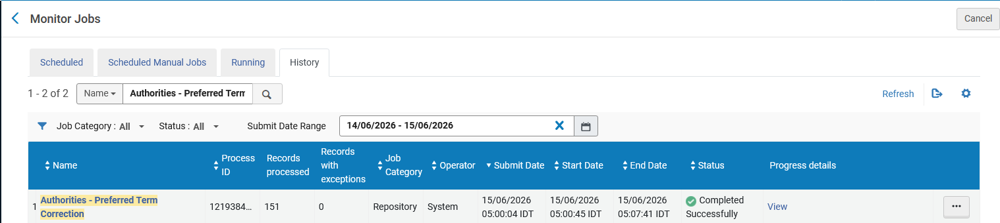 Monitor Jobs
Cancel
Scheduled
Scheduled Manual Jobs
Running
History
1 - 2 of 2
Name
Authorities - Preferred Term
Refresh
Job Category : All
Status : All
Submit Date Range
14/06/2026 - 15/06/2026
Name
Process
ID
Records
processed
Records
with
exceptions
Job
Category
Operator
Submit Date
Start Date
End Date
Status
Progress details
1
Authorities - Preferred Term
Correction
1219384...
151
0
Repository
System
15/06/2026
05:00:04 IDT
15/06/2026
05:00:45 IDT
15/06/2026
05:07:41 IDT
Completed
Successfully
View